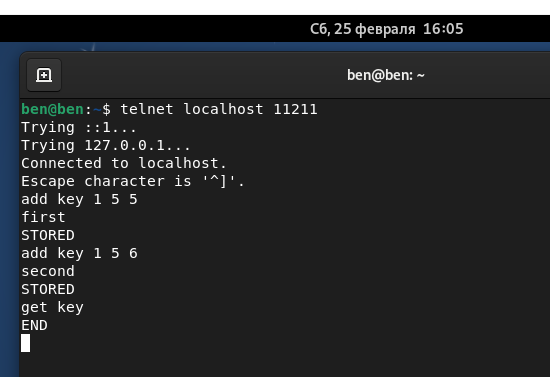 Сб, 25 февраля 16:05
ben@ben: ~
ben@ben:~$ telnet localhost 11211
Trying ::1...
Trying 127.0.0.1...
Connected to localhost.
Escape character is '^]'.
add key 1 5 5
first
STORED
add key 1 5 6
second
STORED
get key
END